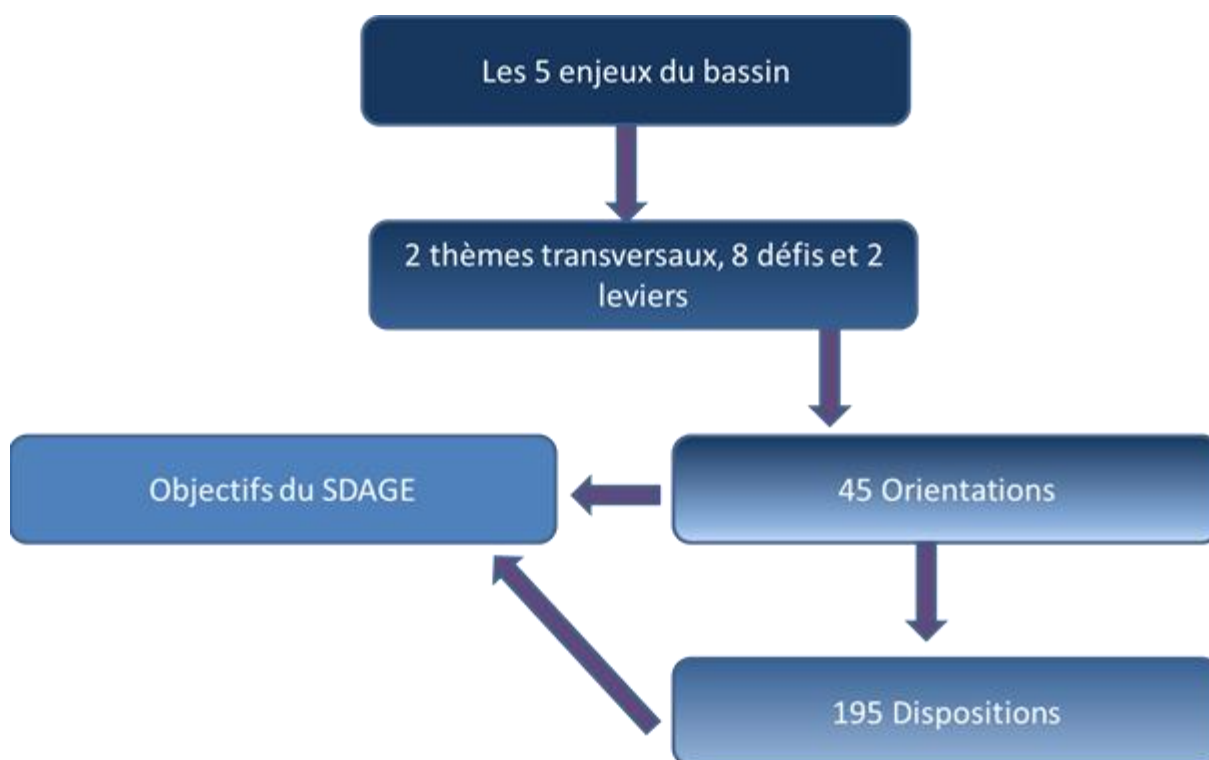 Les 5 enjeux du bassin
2 thèmes transversaux, 8 défis et 2
leviers
Objectifs du SDAGE
45 Orientations
195 Dispositions